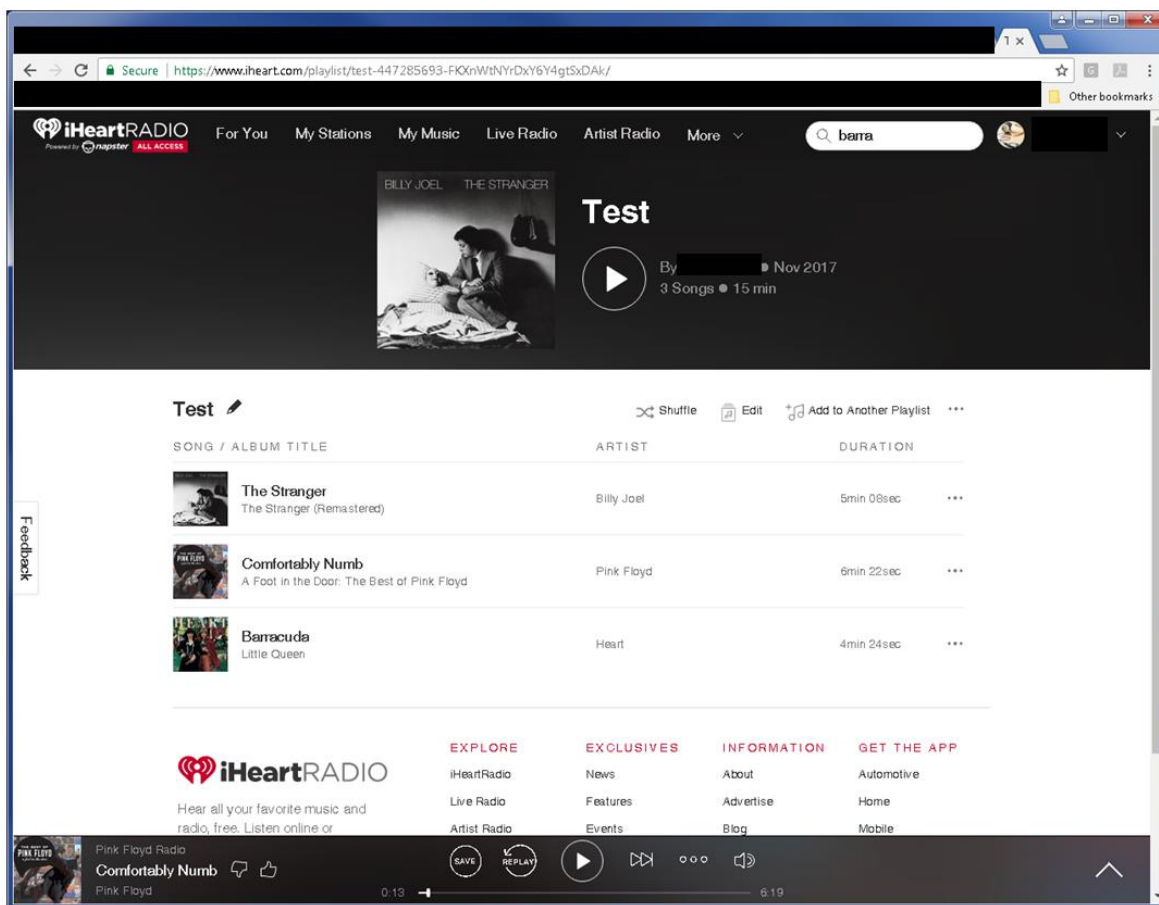 T
Secure | https://www.iheart.com/playlist/test-447285693-FKXnWtNYrDxY6Y4gtSxDAk/
Other bookmarks
iHeartRADIO For You My Stations My Music Live Radio Artist Radio More barra
Powered by napster ALL ACCESS
BILLY JOEL THE STRANGER
Test
By Nov 2017
3 Songs 15 min
Test Shuffle Edit Add to Another Playlist
SONG / ALBUM TITLE ARTIST DURATION
The Stranger
The Stranger (Remastered)
Billy Joel 5min 08sec
Comfortably Numb
A Foot in the Door: The Best of Pink Floyd
Pink Floyd 6min 22sec
Barracuda
Little Queen
Heart 4min 24sec
Feedback
iHeartRADIO
Hear all your favorite music and
radio, free. Listen online or
EXPLORE
iHeartRadio
Live Radio
Artist Radio
EXCLUSIVES
News
Features
Events
INFORMATION
About
Advertise
Blog
GET THE APP
Automotive
Home
Mobile
THE BEST OF
PINK FLOYD
Pink Floyd Radio
Comfortably Numb
Pink Floyd
SAVE REPLAY
0:13 6:19